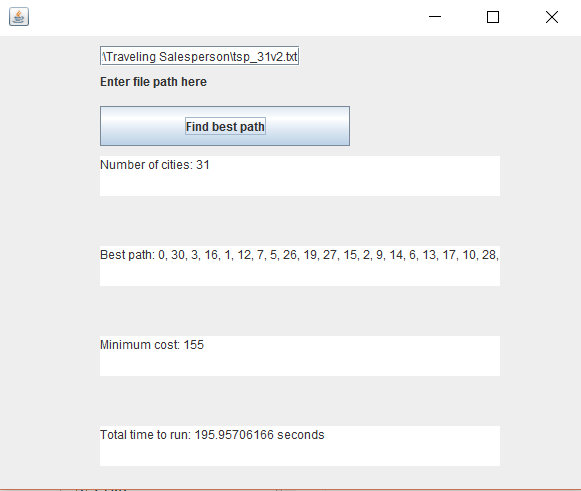 \Traveling Salesperson\tsp_31v2.txt
Enter file path here
Find best path
Number of cities: 31
Best path: 0, 30, 3, 16, 1, 12, 7, 5, 26, 19, 27, 15, 2, 9, 14, 6, 13, 17, 10, 28,
Minimum cost: 155
Total time to run: 195.95706166 seconds